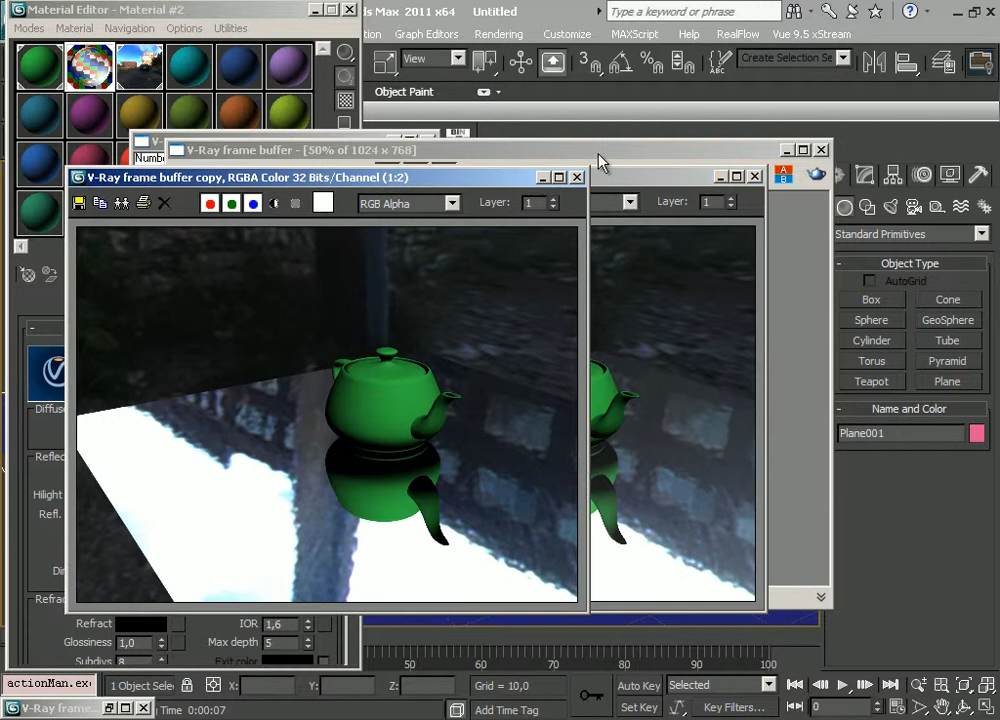 Material Editor - Material #2
ls Max 2011 x64 Untitled
Type a keyword or phrase
Modes Material Navigation Options Utilities
Graph Editors Rendering Customize MAXScript Help RealFlow Vue 9.5 xStream
View
Create Selection Se
Object Paint
V-Ray frame buffer - [50% of 1024 x 768]
Numb
V-Ray frame buffer copy, RGBA Color 32 Bits/Channel (1:2)
RGB Alpha Layer: 1
Layer: 1
Standard Primitives
- Object Type
AutoGrid
Box Cone
Sphere GeoSphere
Cylinder Tube
Torus Pyramid
Teapot Plane
- Name and Color
Plane001
Diffuse
Reflec
Hilight
Refl.
Refrac
Refract IOR 1,6
Glossiness 1,0 Max depth 5
Subdivs 8 Exit color
50 60 70 80 90 100
actionMan.ex
1 Object Sele X: Y: Z: Grid = 10,0 Auto Key Selected
V-Ray frame...
Time 0:00:07 Add Time Tag Set Key Key Filters... 0